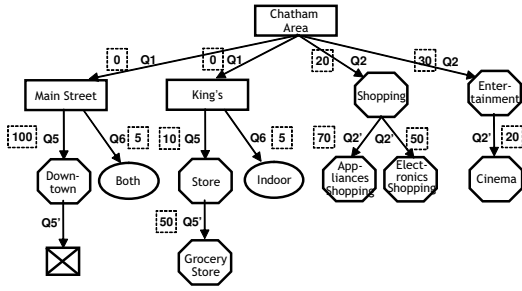 Chatham
Area
0 Q1
0 Q1
20 Q2
30 Q2
Main Street
King's
Shopping
Enter-
tainment
100 Q5
Q6 5
10 Q5
Q6 5
70 Q2'
Q2' 50
Q2' 20
Down-
town
Both
Store
Indoor
App-
liances
Shopping
Elect-
ronics
Shopping
Cinema
Q5'
50 Q5'
Grocery
Store